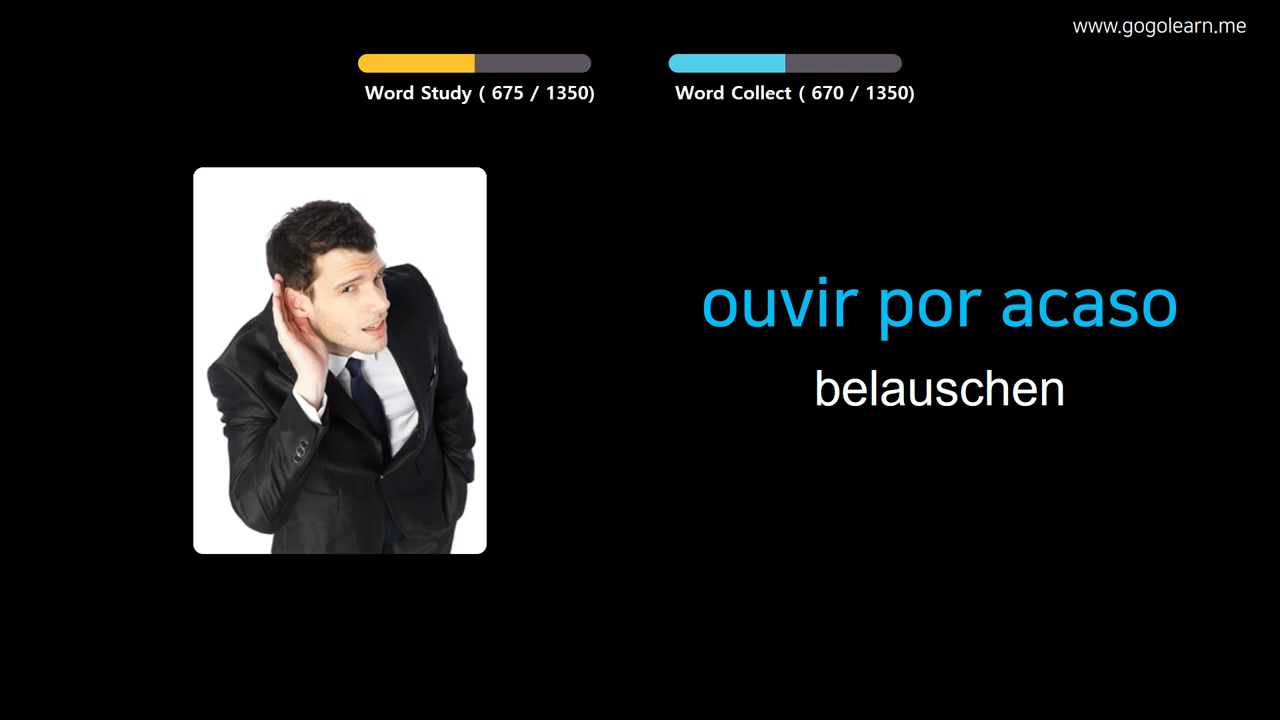 www.gogolearn.me
Word Study ( 675 / 1350)
Word Collect ( 670 / 1350)
ouvir por acaso
belauschen